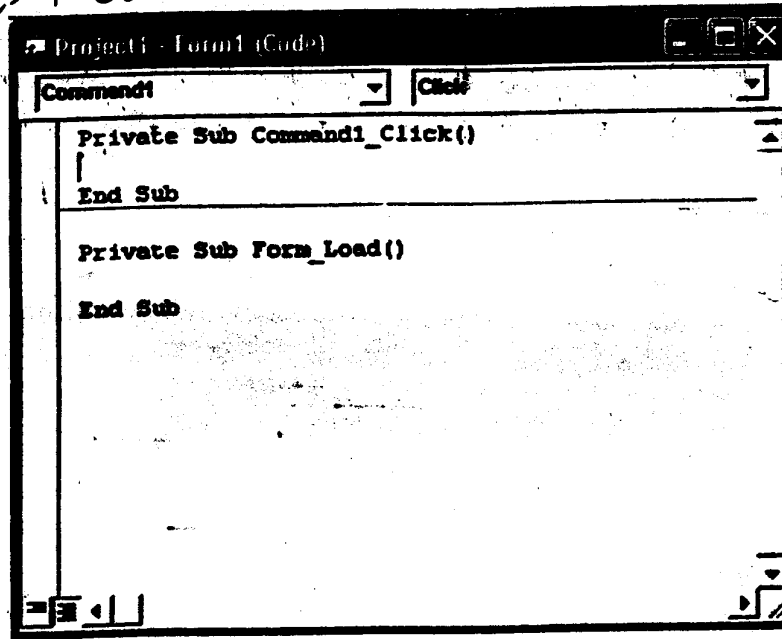 Project1 - Form1 (Code)
Command1
Click
Private Sub Command1_Click()
End Sub
Private Sub Form_Load()
End Sub